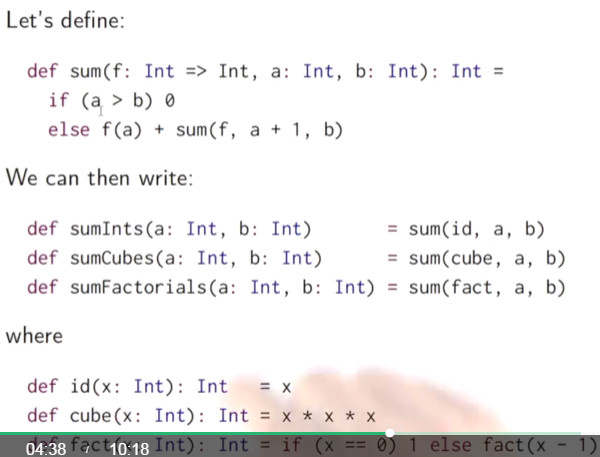 Let's define:
def sum(f: Int => Int, a: Int, b: Int): Int =
if (a > b) 0
else f(a) + sum(f, a + 1, b)
We can then write:
def sumInts(a: Int, b: Int) = sum(id, a, b)
def sumCubes(a: Int, b: Int) = sum(cube, a, b)
def sumFactorials(a: Int, b: Int) = sum(fact, a, b)
where
def id(x: Int): Int = x
def cube(x: Int): Int = x * x * x
def fact(x: Int): Int = if (x == 0) 1 else fact(x - 1)
04:38 / 10:18